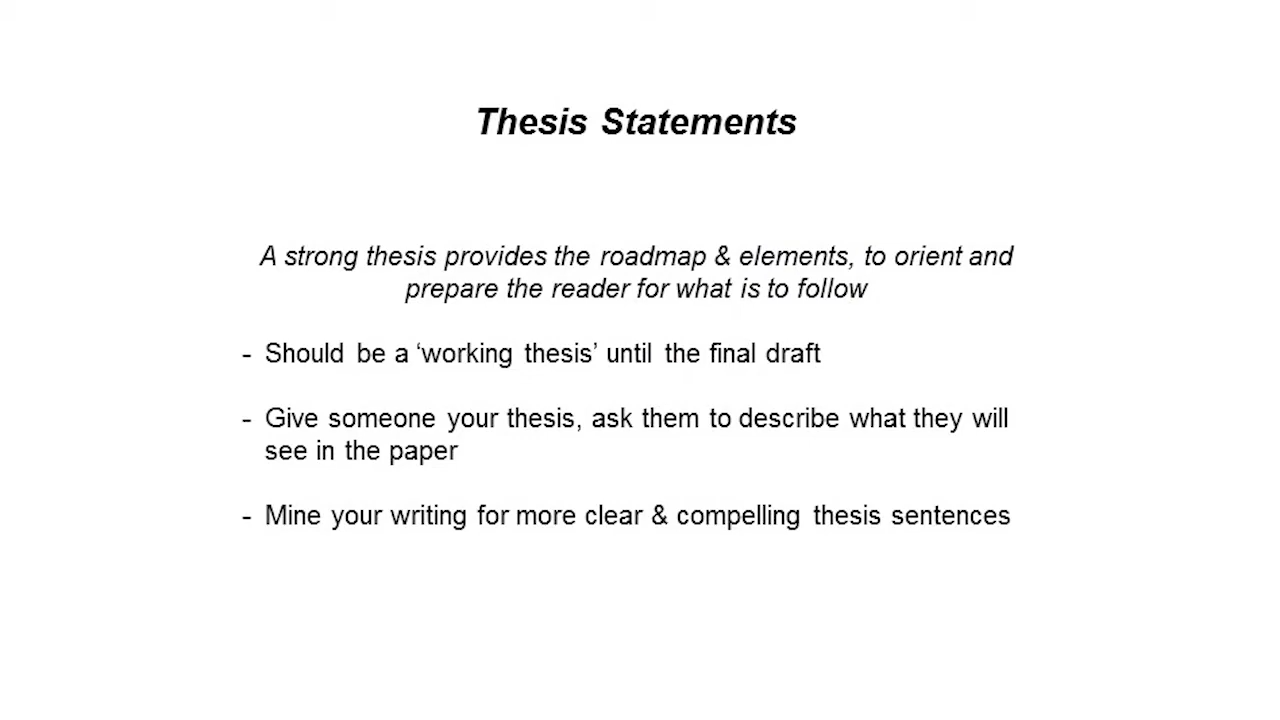 Thesis Statements
A strong thesis provides the roadmap & elements, to orient and
prepare the reader for what is to follow
- Should be a ‘working thesis’ until the final draft
- Give someone your thesis, ask them to describe what they will
see in the paper
- Mine your writing for more clear & compelling thesis sentences